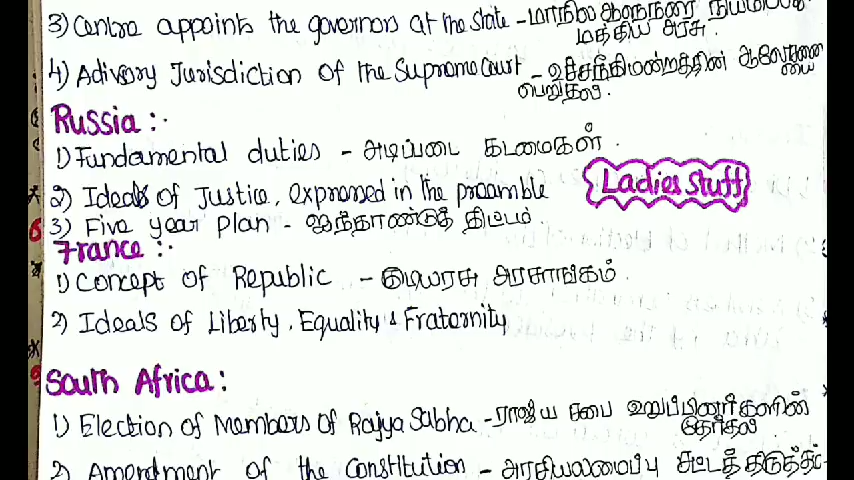 3) Centre appoints the governors at the state - மாநில ஆளுநரை
மத்திய அரசு.
4) Adivsory Jurisdiction of the Supreme Court - உச்சநீதிமன்றத்தின் ஆலோசனை
பெறுதல்.
Russia :-
1) Fundamental duties - அடிப்படை கடமைகள்.
2) Ideals of Justice, expressed in the preamble
Ladies Stuff
3) Five year plan - ஐந்தாண்டுத் திட்டம்.
France :-
1) Concept of Republic - குடியரசு அரசாங்கம்.
2) Ideals of Liberty, Equality & Fraternity
South Africa :
1) Election of Members of Rajya Sabha - ராஜ்ய சபை உறுப்பினர்களின்
தேர்தல்
2) Amendment of the Constitution - அரசியலமைப்பு சட்டத்